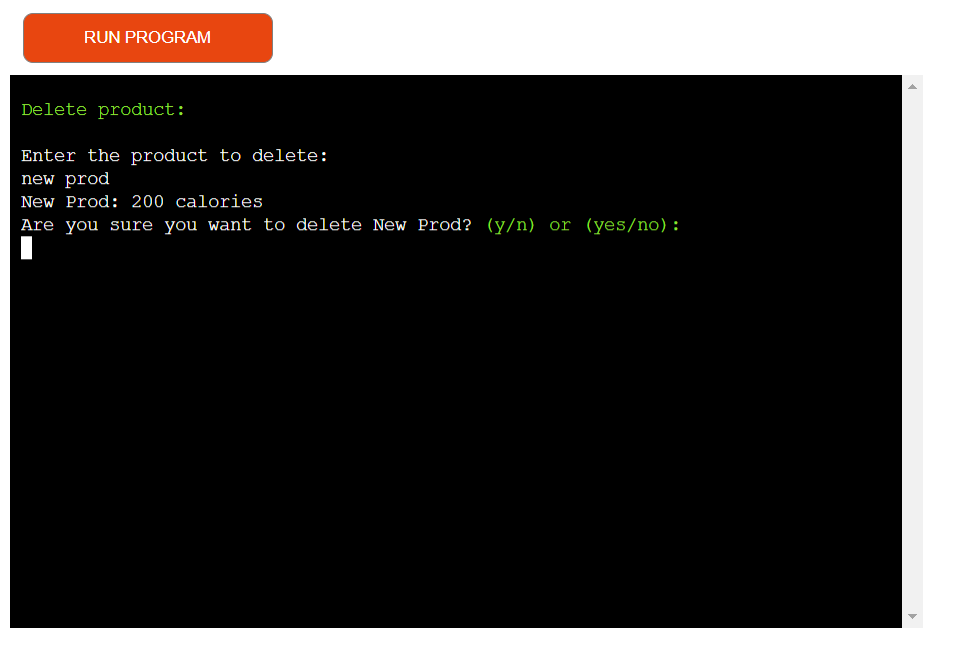 RUN PROGRAM
Delete product:
Enter the product to delete:
new prod
New Prod: 200 calories
Are you sure you want to delete New Prod? (y/n) or (yes/no):